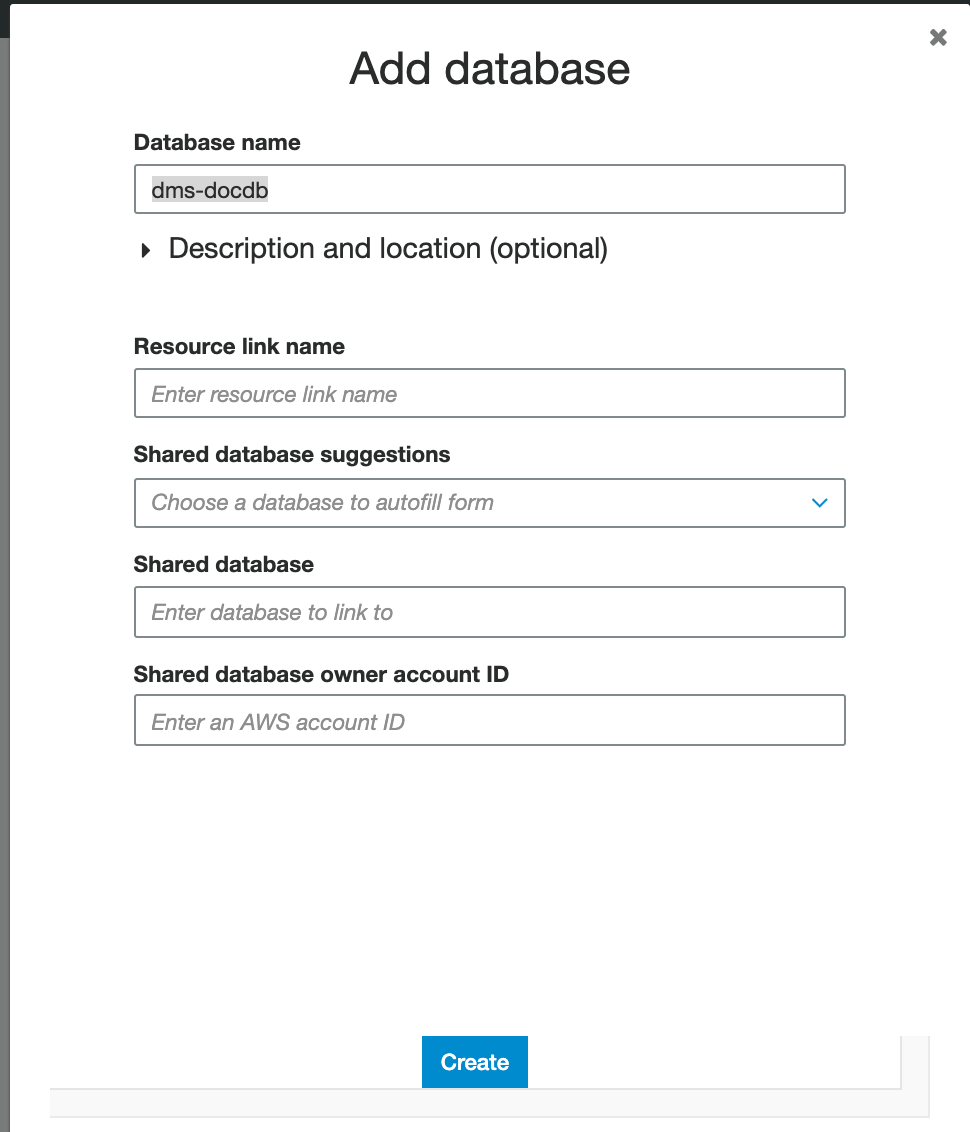 Add database
Database name
dms-docdb
Description and location (optional)
Resource link name
Enter resource link name
Shared database suggestions
Choose a database to autofill form
Shared database
Enter database to link to
Shared database owner account ID
Enter an AWS account ID
Create